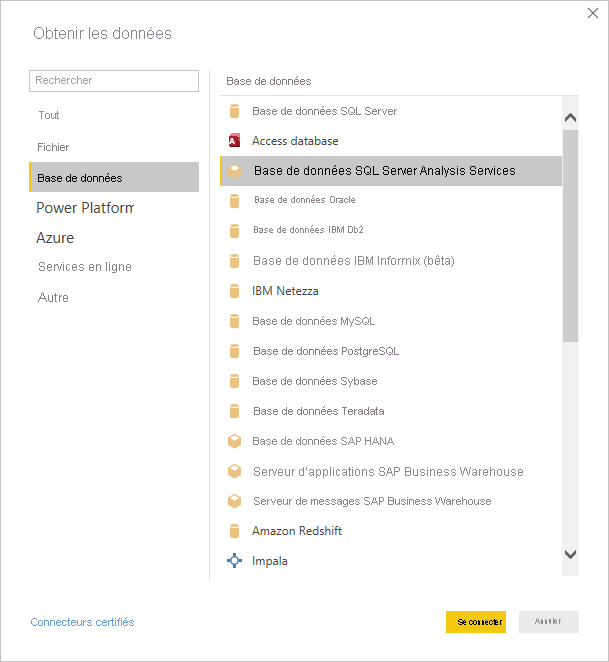 Obtenir les données
Rechercher
Tout
Fichier
Base de données
Power Platform
Azure
Services en ligne
Autre
Base de données
Base de données SQL Server
Access database
Base de données SQL Server Analysis Services
Base de données Oracle
Base de données IBM Db2
Base de données IBM Informix (bêta)
IBM Netezza
Base de données MySQL
Base de données PostgreSQL
Base de données Sybase
Base de données Teradata
Base de données SAP HANA
Serveur d'applications SAP Business Warehouse
Serveur de messages SAP Business Warehouse
Amazon Redshift
Impala
Connecteurs certifiés
Se connecter
Annuler